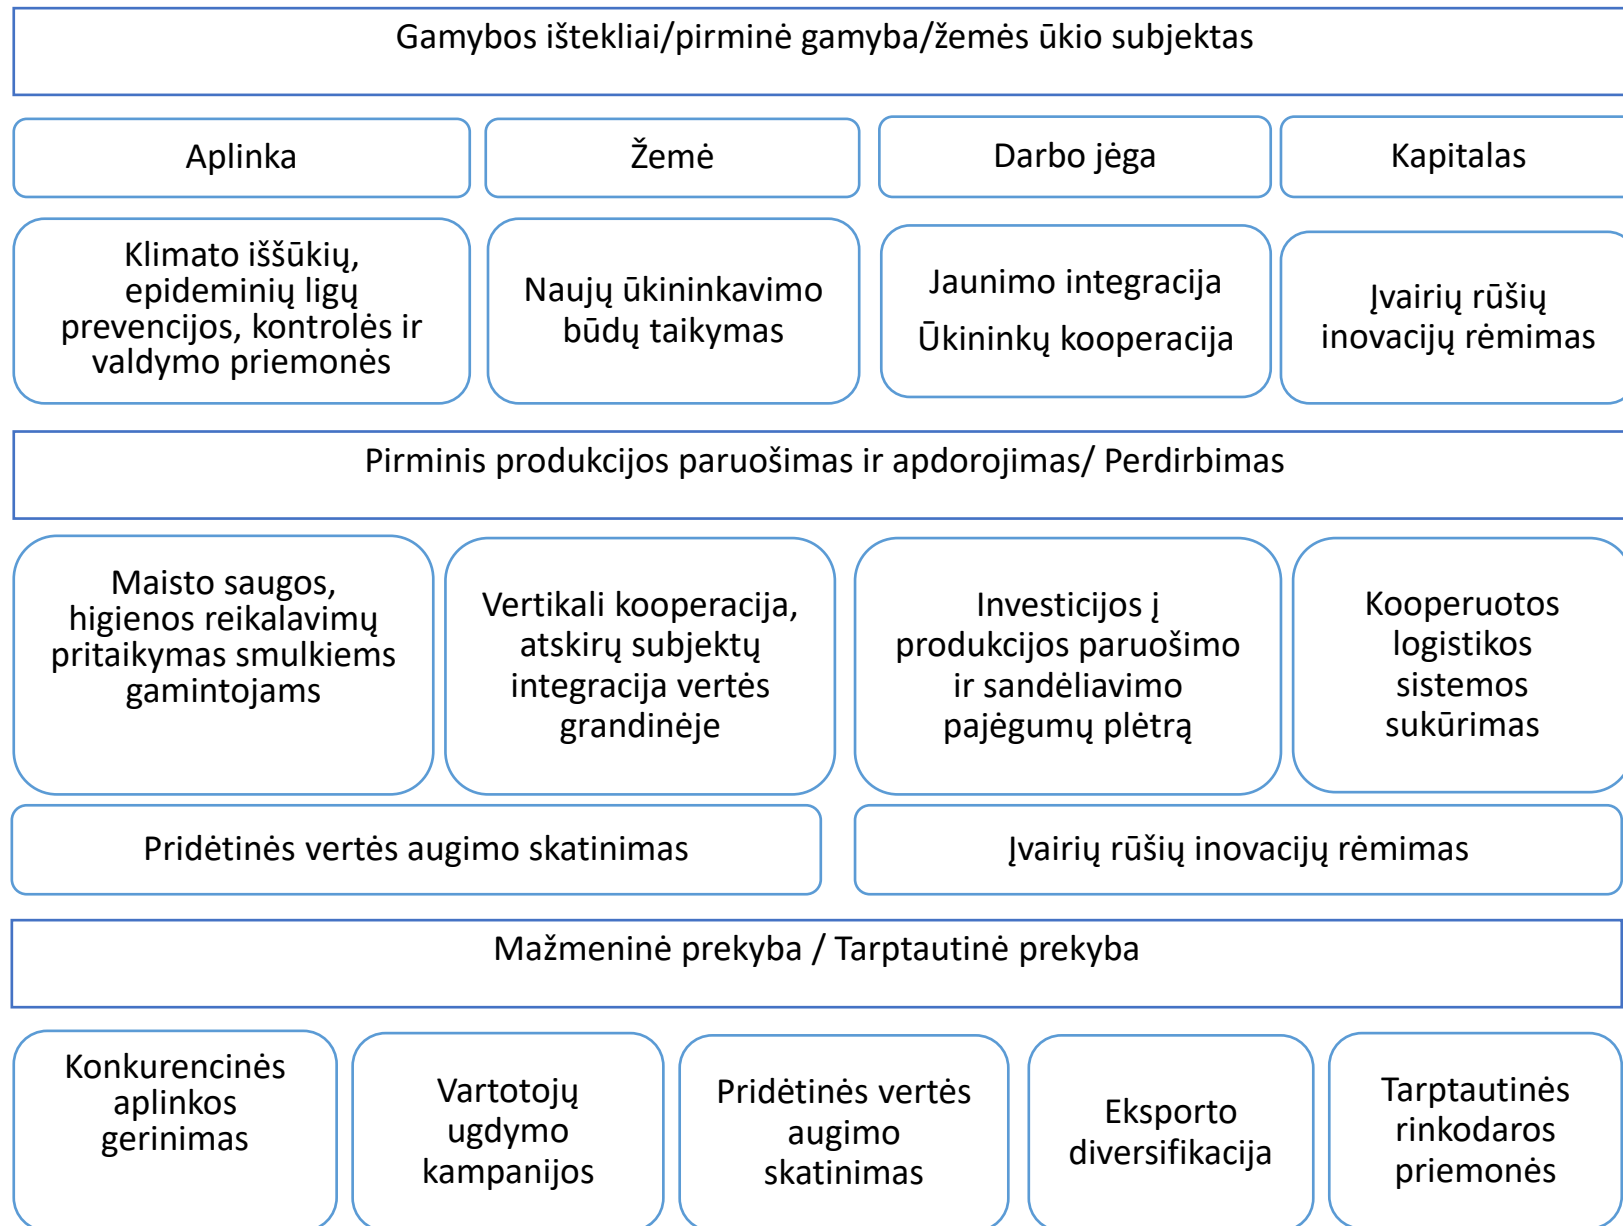 Gamybos ištekliai/pirminė gamyba/žemės ūkio subjektas
Aplinka
Žemė
Darbo jėga
Kapitalas
Klimato iššūkių,
epideminių ligų
prevencijos, kontrolės ir
valdymo priemonės
Naujų ūkininkavimo
būdų taikymas
Jaunimo integracija
Ūkininkų kooperacija
Įvairių rūšių
inovacijų rėmimas
Pirminis produkcijos paruošimas ir apdorojimas/ Perdirbimas
Maisto saugos,
higienos reikalavimų
pritaikymas smulkiems
gamintojams
Vertikali kooperacija,
atskirų subjektų
integracija vertės
grandinėje
Investicijos į
produkcijos paruošimo
ir sandėliavimo
pajėgumų plėtrą
Kooperuotos
logistikos
sistemos
sukūrimas
Pridėtinės vertės augimo skatinimas
Įvairių rūšių inovacijų rėmimas
Mažmeninė prekyba / Tarptautinė prekyba
Konkurencinės
aplinkos
gerinimas
Vartotojų
ugdymo
kampanijos
Pridėtinės vertės
augimo
skatinimas
Eksporto
diversifikacija
Tarptautinės
rinkodaros
priemonės